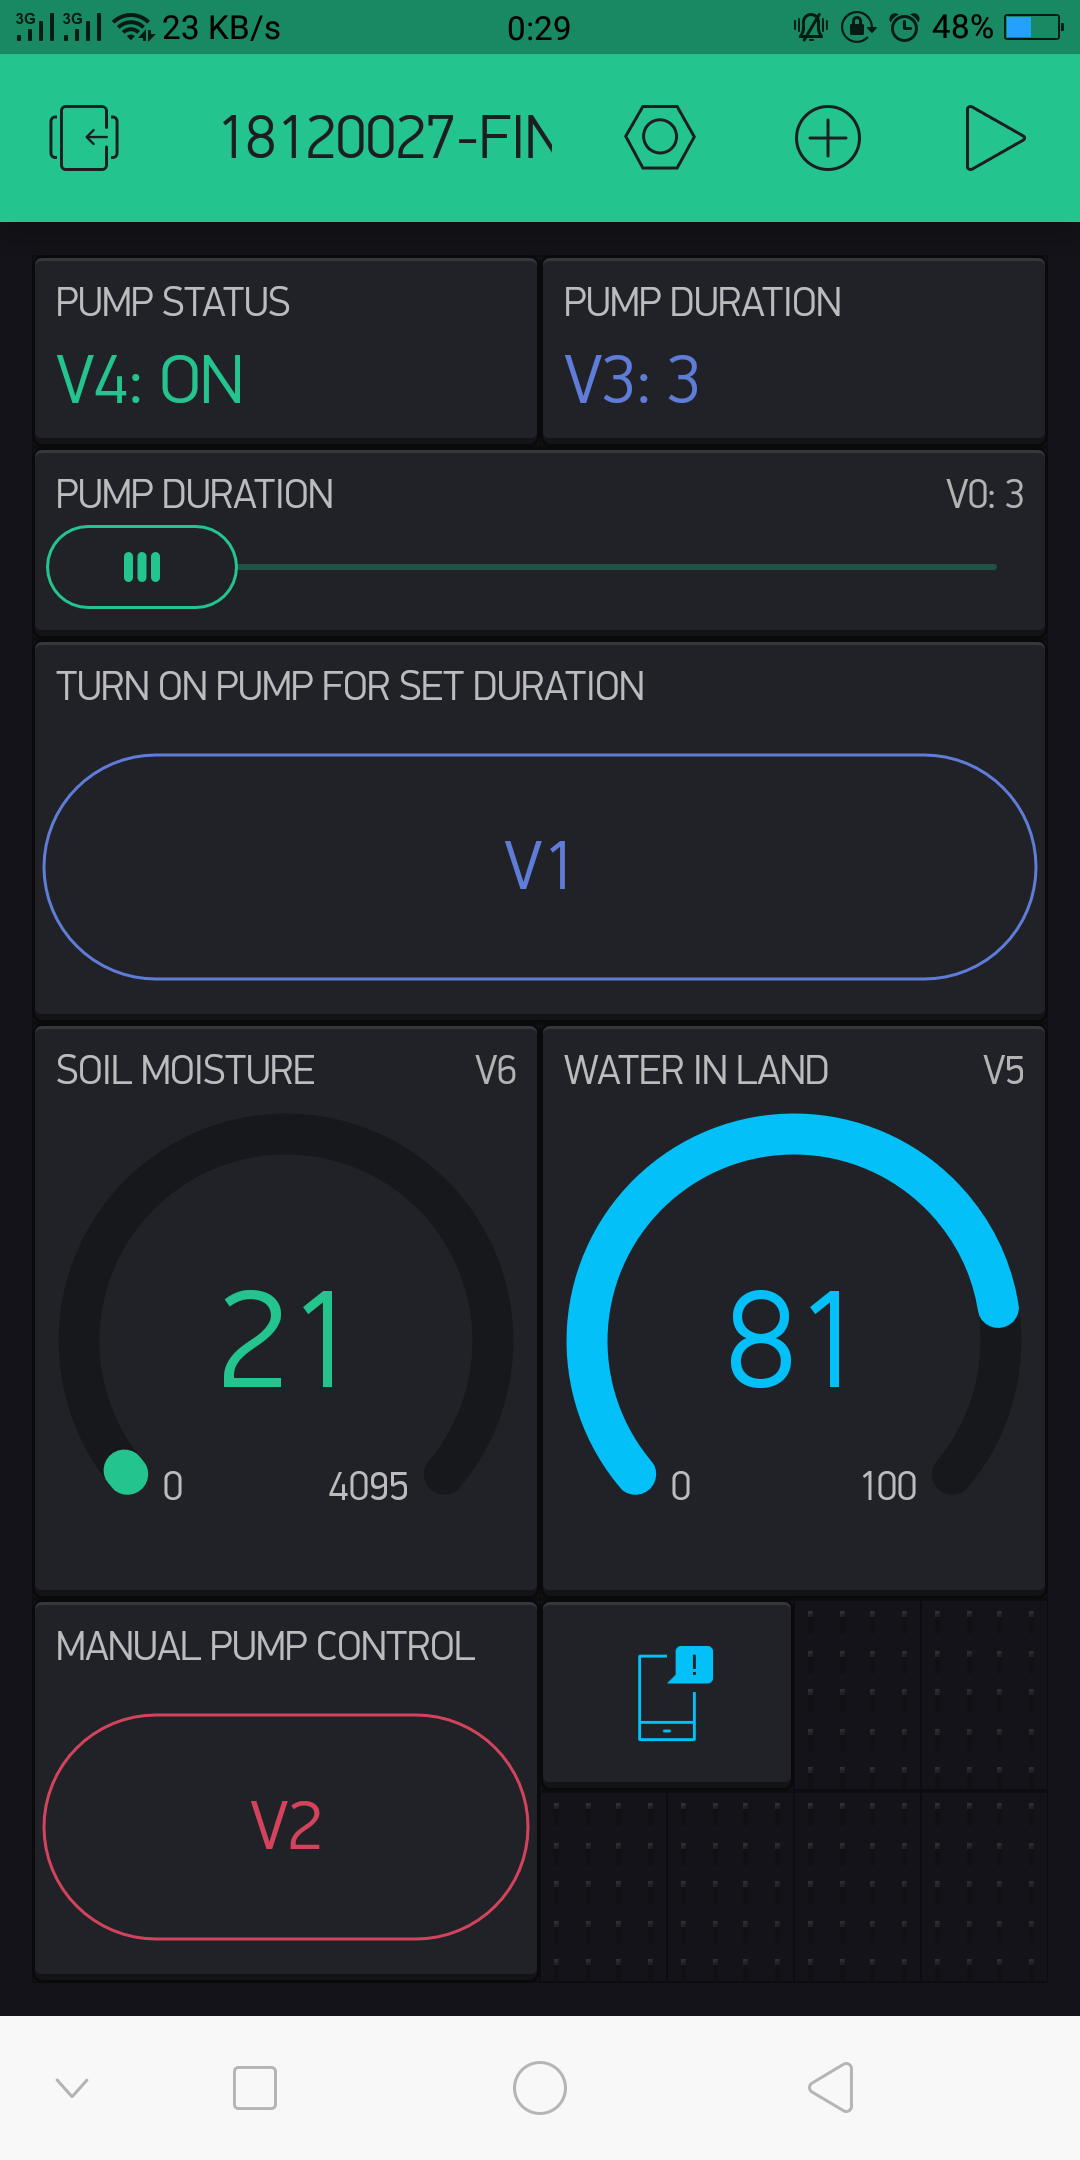 3G 3G 23 KB/s 0:29 48%
18120027-FIN
PUMP STATUS PUMP DURATION
V4: ON V3: 3
PUMP DURATION V0: 3
TURN ON PUMP FOR SET DURATION
V1
SOIL MOISTURE V6 WATER IN LAND V5
21 81
0 4095 0 100
MANUAL PUMP CONTROL
!
V2